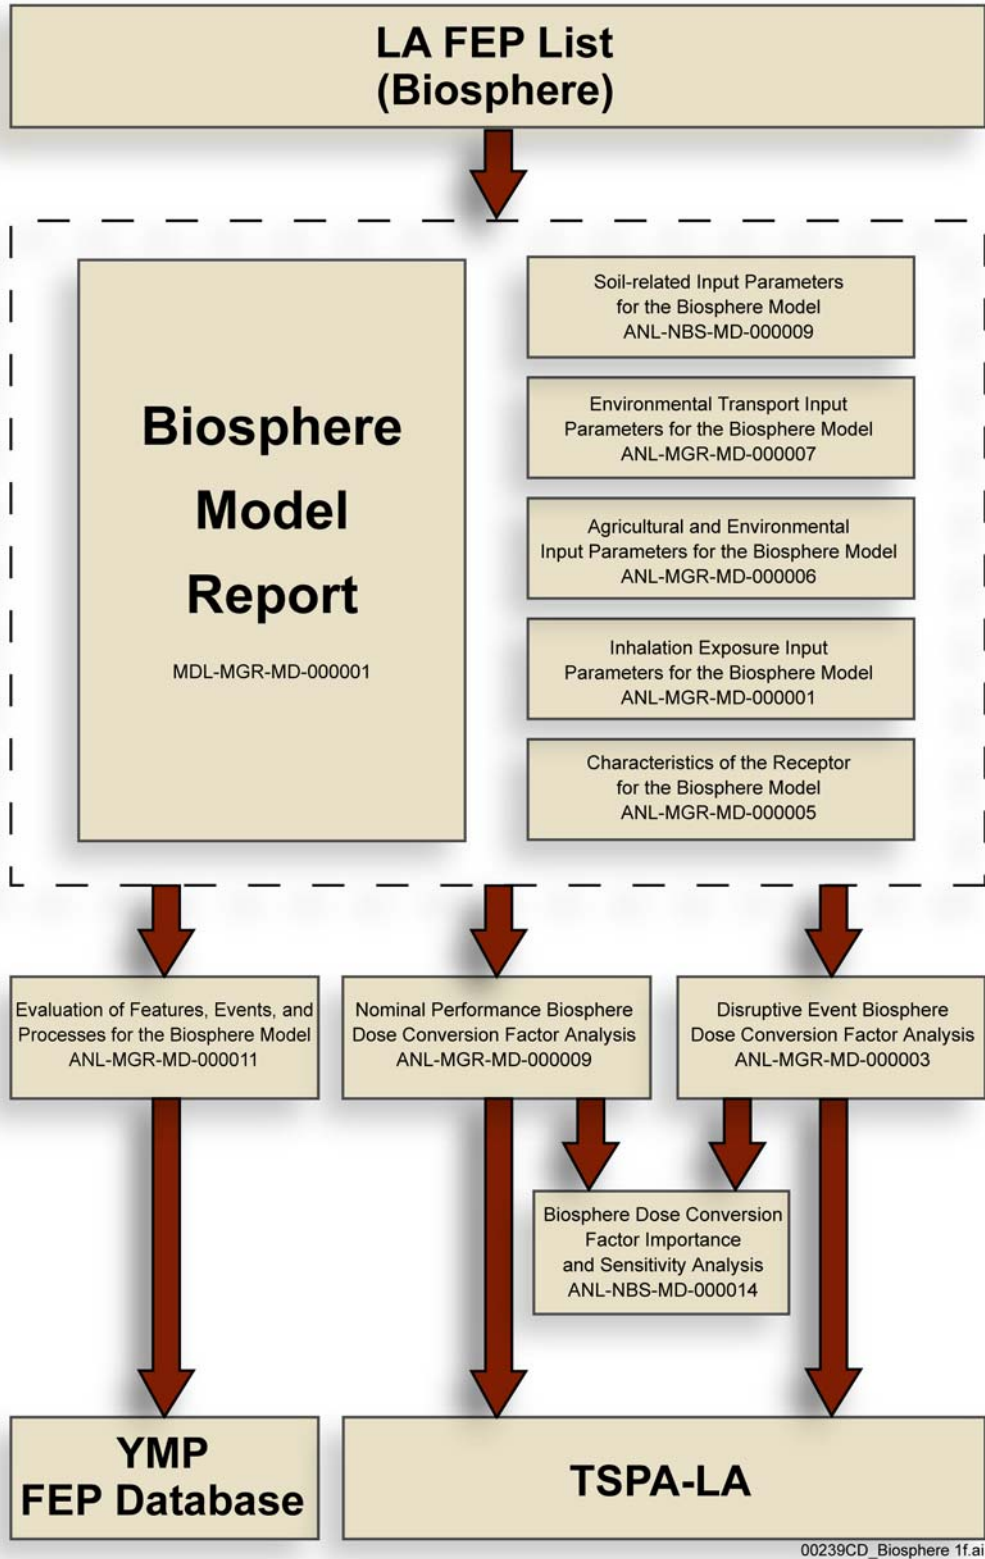 LA FEP List
(Biosphere)
Biosphere
Model
Report
MDL-MGR-MD-000001
Soil-related Input Parameters
for the Biosphere Model
ANL-NBS-MD-000009
Environmental Transport Input
Parameters for the Biosphere Model
ANL-MGR-MD-000007
Agricultural and Environmental
Input Parameters for the Biosphere Model
ANL-MGR-MD-000006
Inhalation Exposure Input
Parameters for the Biosphere Model
ANL-MGR-MD-000001
Characteristics of the Receptor
for the Biosphere Model
ANL-MGR-MD-000005
Evaluation of Features, Events, and
Processes for the Biosphere Model
ANL-MGR-MD-000011
Nominal Performance Biosphere
Dose Conversion Factor Analysis
ANL-MGR-MD-000009
Disruptive Event Biosphere
Dose Conversion Factor Analysis
ANL-MGR-MD-000003
Biosphere Dose Conversion
Factor Importance
and Sensitivity Analysis
ANL-NBS-MD-000014
YMP
FEP Database
TSPA-LA
00239CD_Biosphere 1f.ai